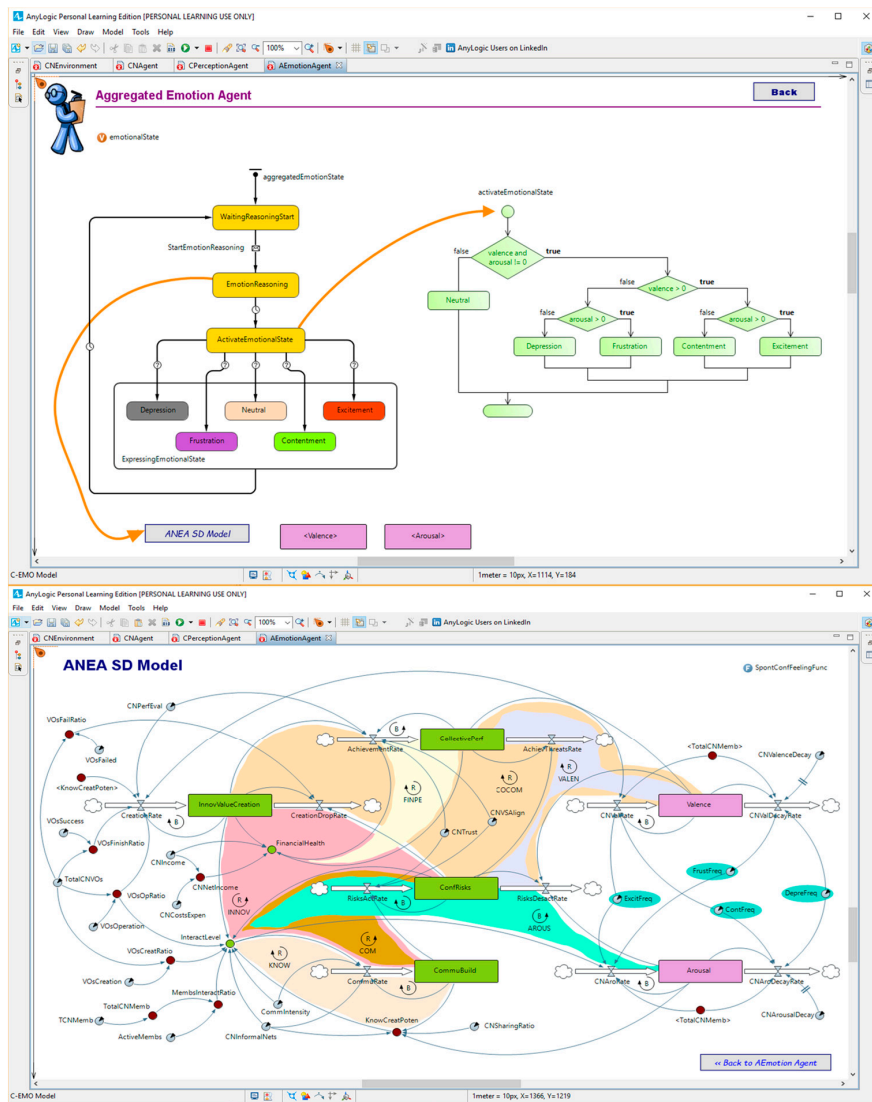 AnyLogic Personal Learning Edition [PERSONAL LEARNING USE ONLY]
File Edit View Draw Model Tools Help
100%
AnyLogic Users on LinkedIn
CNEnvironment CNAgent CPerceptionAgent AEmotionAgent
Aggregated Emotion Agent
Back
V emotionalState
aggregatedEmotionState
activateEmotionalState
WaitingReasoningStart
StartEmotionReasoning
false
valence and
arousal != 0
true
EmotionReasoning
false
valence > 0
true
Neutral
false
arousal > 0
true
false
arousal > 0
true
ActivateEmotionalState
Depression
Frustration
Contentment
Excitement
? ? ? ? ?
Depression
Neutral
Excitement
Frustration
Contentment
ExpressingEmotionalState
ANEA SD Model
<Valence>
<Arousal>
C-EMO Model
1meter = 10px, X=1114, Y=184
AnyLogic Personal Learning Edition [PERSONAL LEARNING USE ONLY]
File Edit View Draw Model Tools Help
100%
AnyLogic Users on LinkedIn
CNEnvironment CNAgent CPerceptionAgent AEmotionAgent
ANEA SD Model
F SpontConfFeelingFunc
CNPerfEval
VOsFailRatio
B
CollectivePerf
AchievementRate
AchievThreatsRate
VOsFailed
<TotalCNMemb>
CNValenceDecay
R
FINPE
R
COCOM
R
VALEN
<KnowCreatPoten>
InnovValueCreation
CreationRate
B
CreationDropRate
Valence
CNValRate
B
CNValDecayRate
VOsSuccess
CNVSAlign
CNTrust
VOsFinishRatio
FinancialHealth
CNIncome
TotalCNVOs
CNNetIncome
FrustFreq
VOsOpRatio
ConfRisks
RisksActRate
B
RisksDesactRate
ExcitFreq
ContFreq
DepreFreq
CNCostsExpen
R
INNOV
VOsOperation
B
AROUS
InteractLevel
R
COM
VOsCreatRatio
R
KNOW
CommuBuild
CommuRate
B
Arousal
CNAroRate
B
CNAroDecayRate
VOsCreation
MembsInteractRatio
TotalCNMemb
CommIntensity
TCNMemb
KnowCreatPoten
CNSharingRatio
<TotalCNMemb>
CNArousalDecay
ActiveMembs
CNInformalNets
<< Back to AEmotion Agent
C-EMO Model
1meter = 10px, X=1366, Y=1219